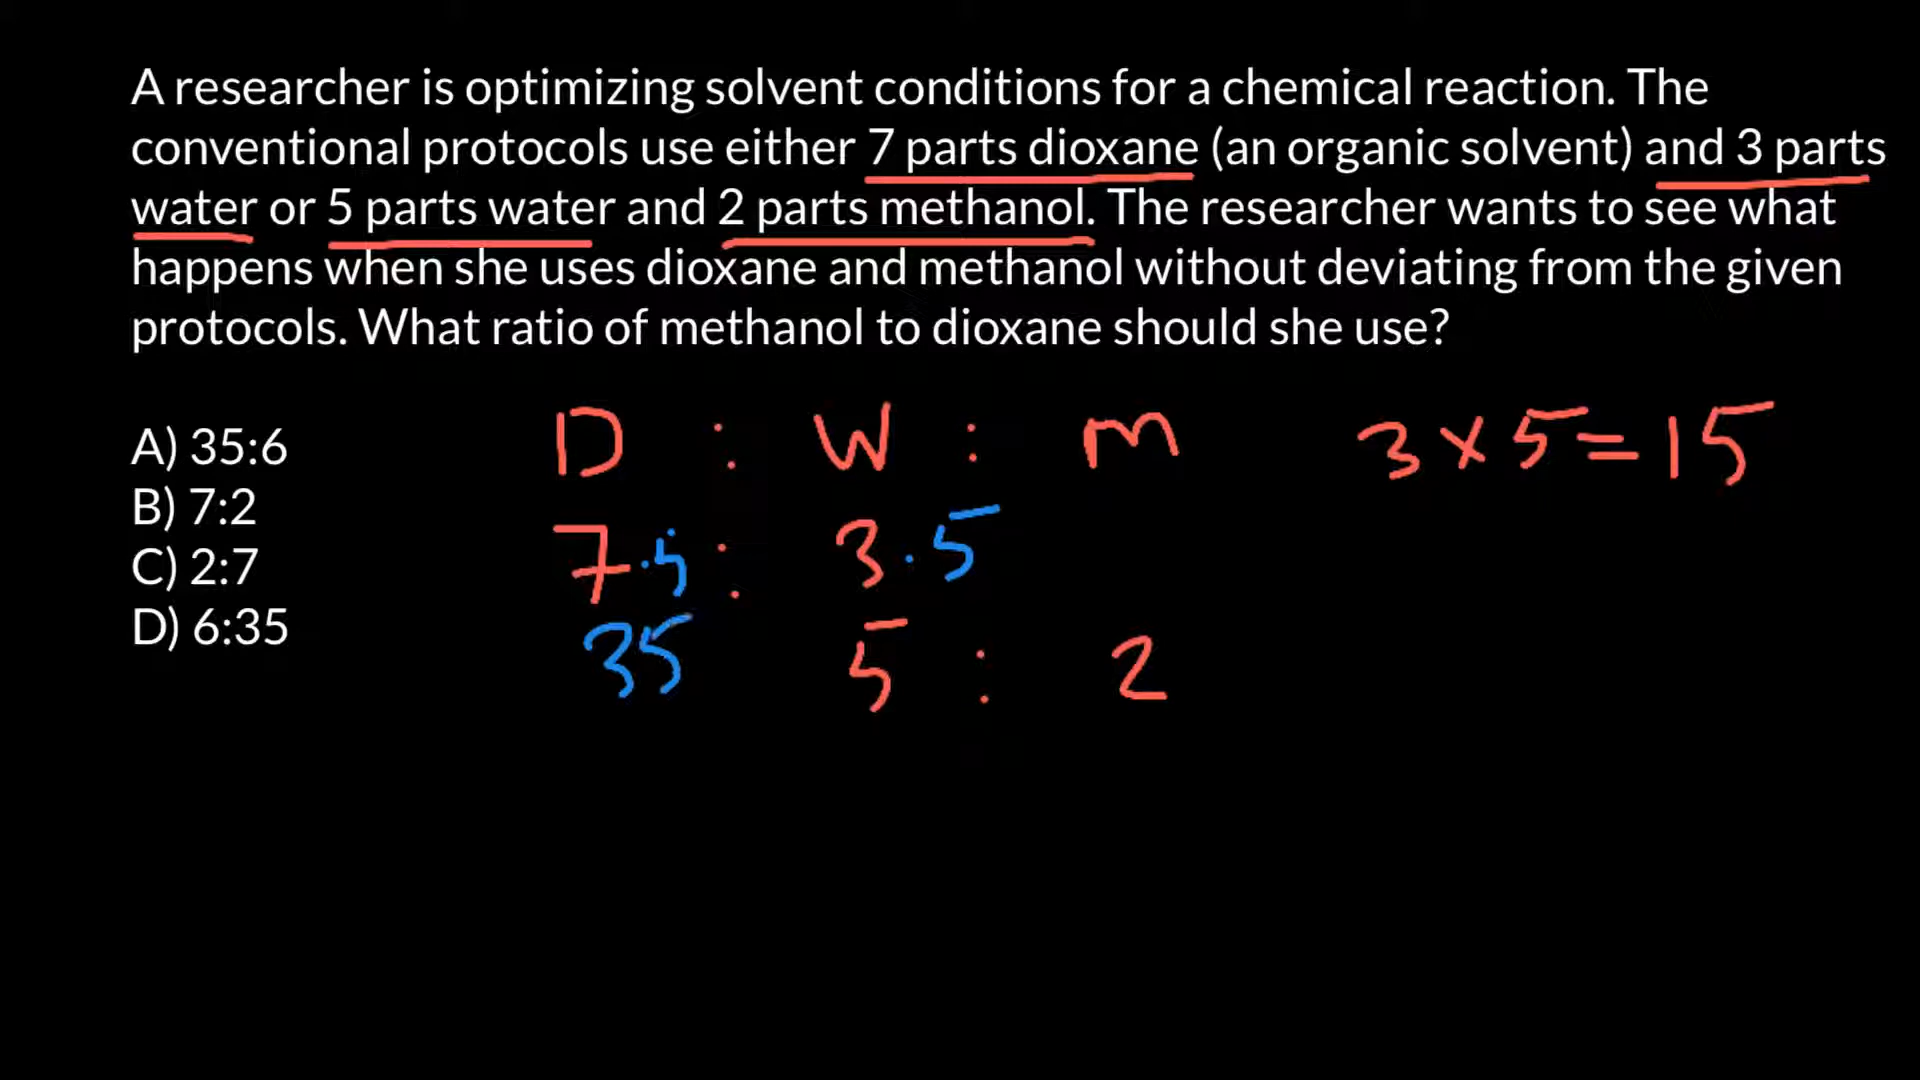 A researcher is optimizing solvent conditions for a chemical reaction. The
conventional protocols use either 7 parts dioxane (an organic solvent) and 3 parts
water or 5 parts water and 2 parts methanol. The researcher wants to see what
happens when she uses dioxane and methanol without deviating from the given
protocols. What ratio of methanol to dioxane should she use?
A) 35:6
B) 7:2
C) 2:7
D) 6:35
D : W : M
7·5 : 3·5
35 5 : 2
3 x 5 = 15